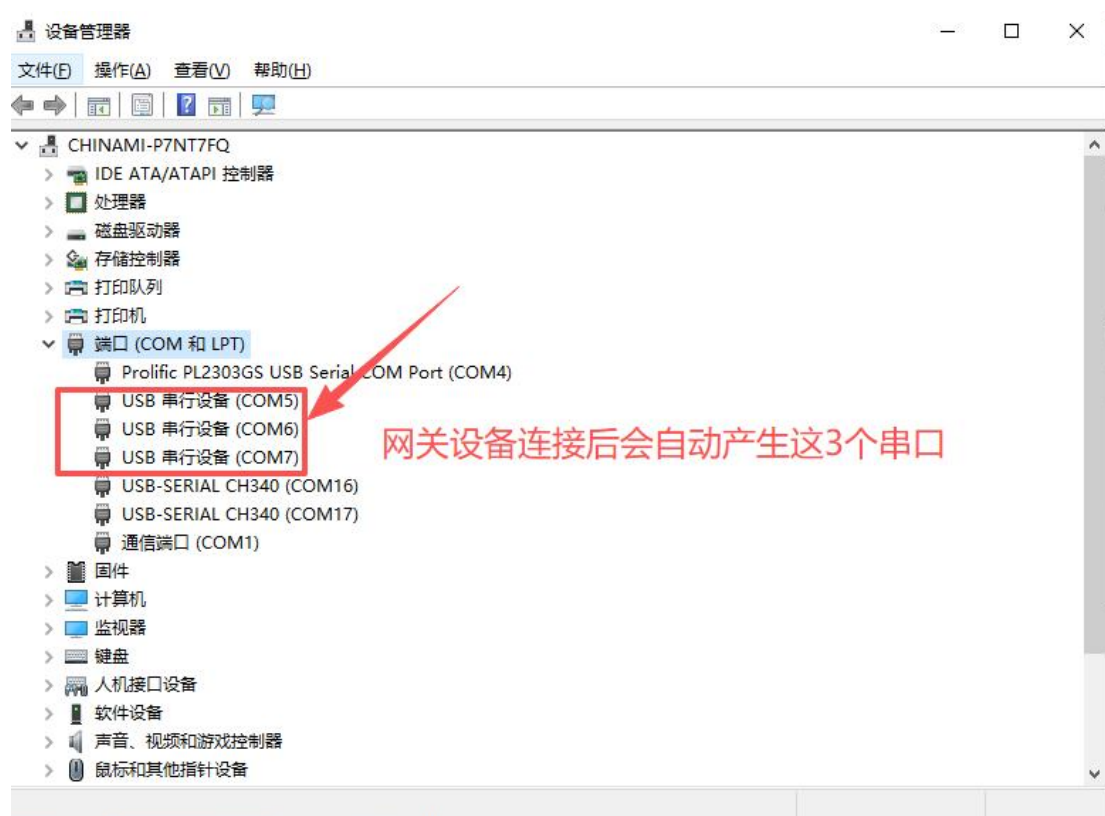 设备管理器
文件(F) 操作(A) 查看(V) 帮助(H)
CHINAMI-P7NT7FQ
IDE ATA/ATAPI 控制器
处理器
磁盘驱动器
存储控制器
打印队列
打印机
端口 (COM 和 LPT)
Prolific PL2303GS USB Serial COM Port (COM4)
USB 串行设备 (COM5)
USB 串行设备 (COM6)
网关设备连接后会自动产生这3个串口
USB 串行设备 (COM7)
USB-SERIAL CH340 (COM16)
USB-SERIAL CH340 (COM17)
通信端口 (COM1)
固件
计算机
监视器
键盘
人机接口设备
软件设备
声音、视频和游戏控制器
鼠标和其他指针设备